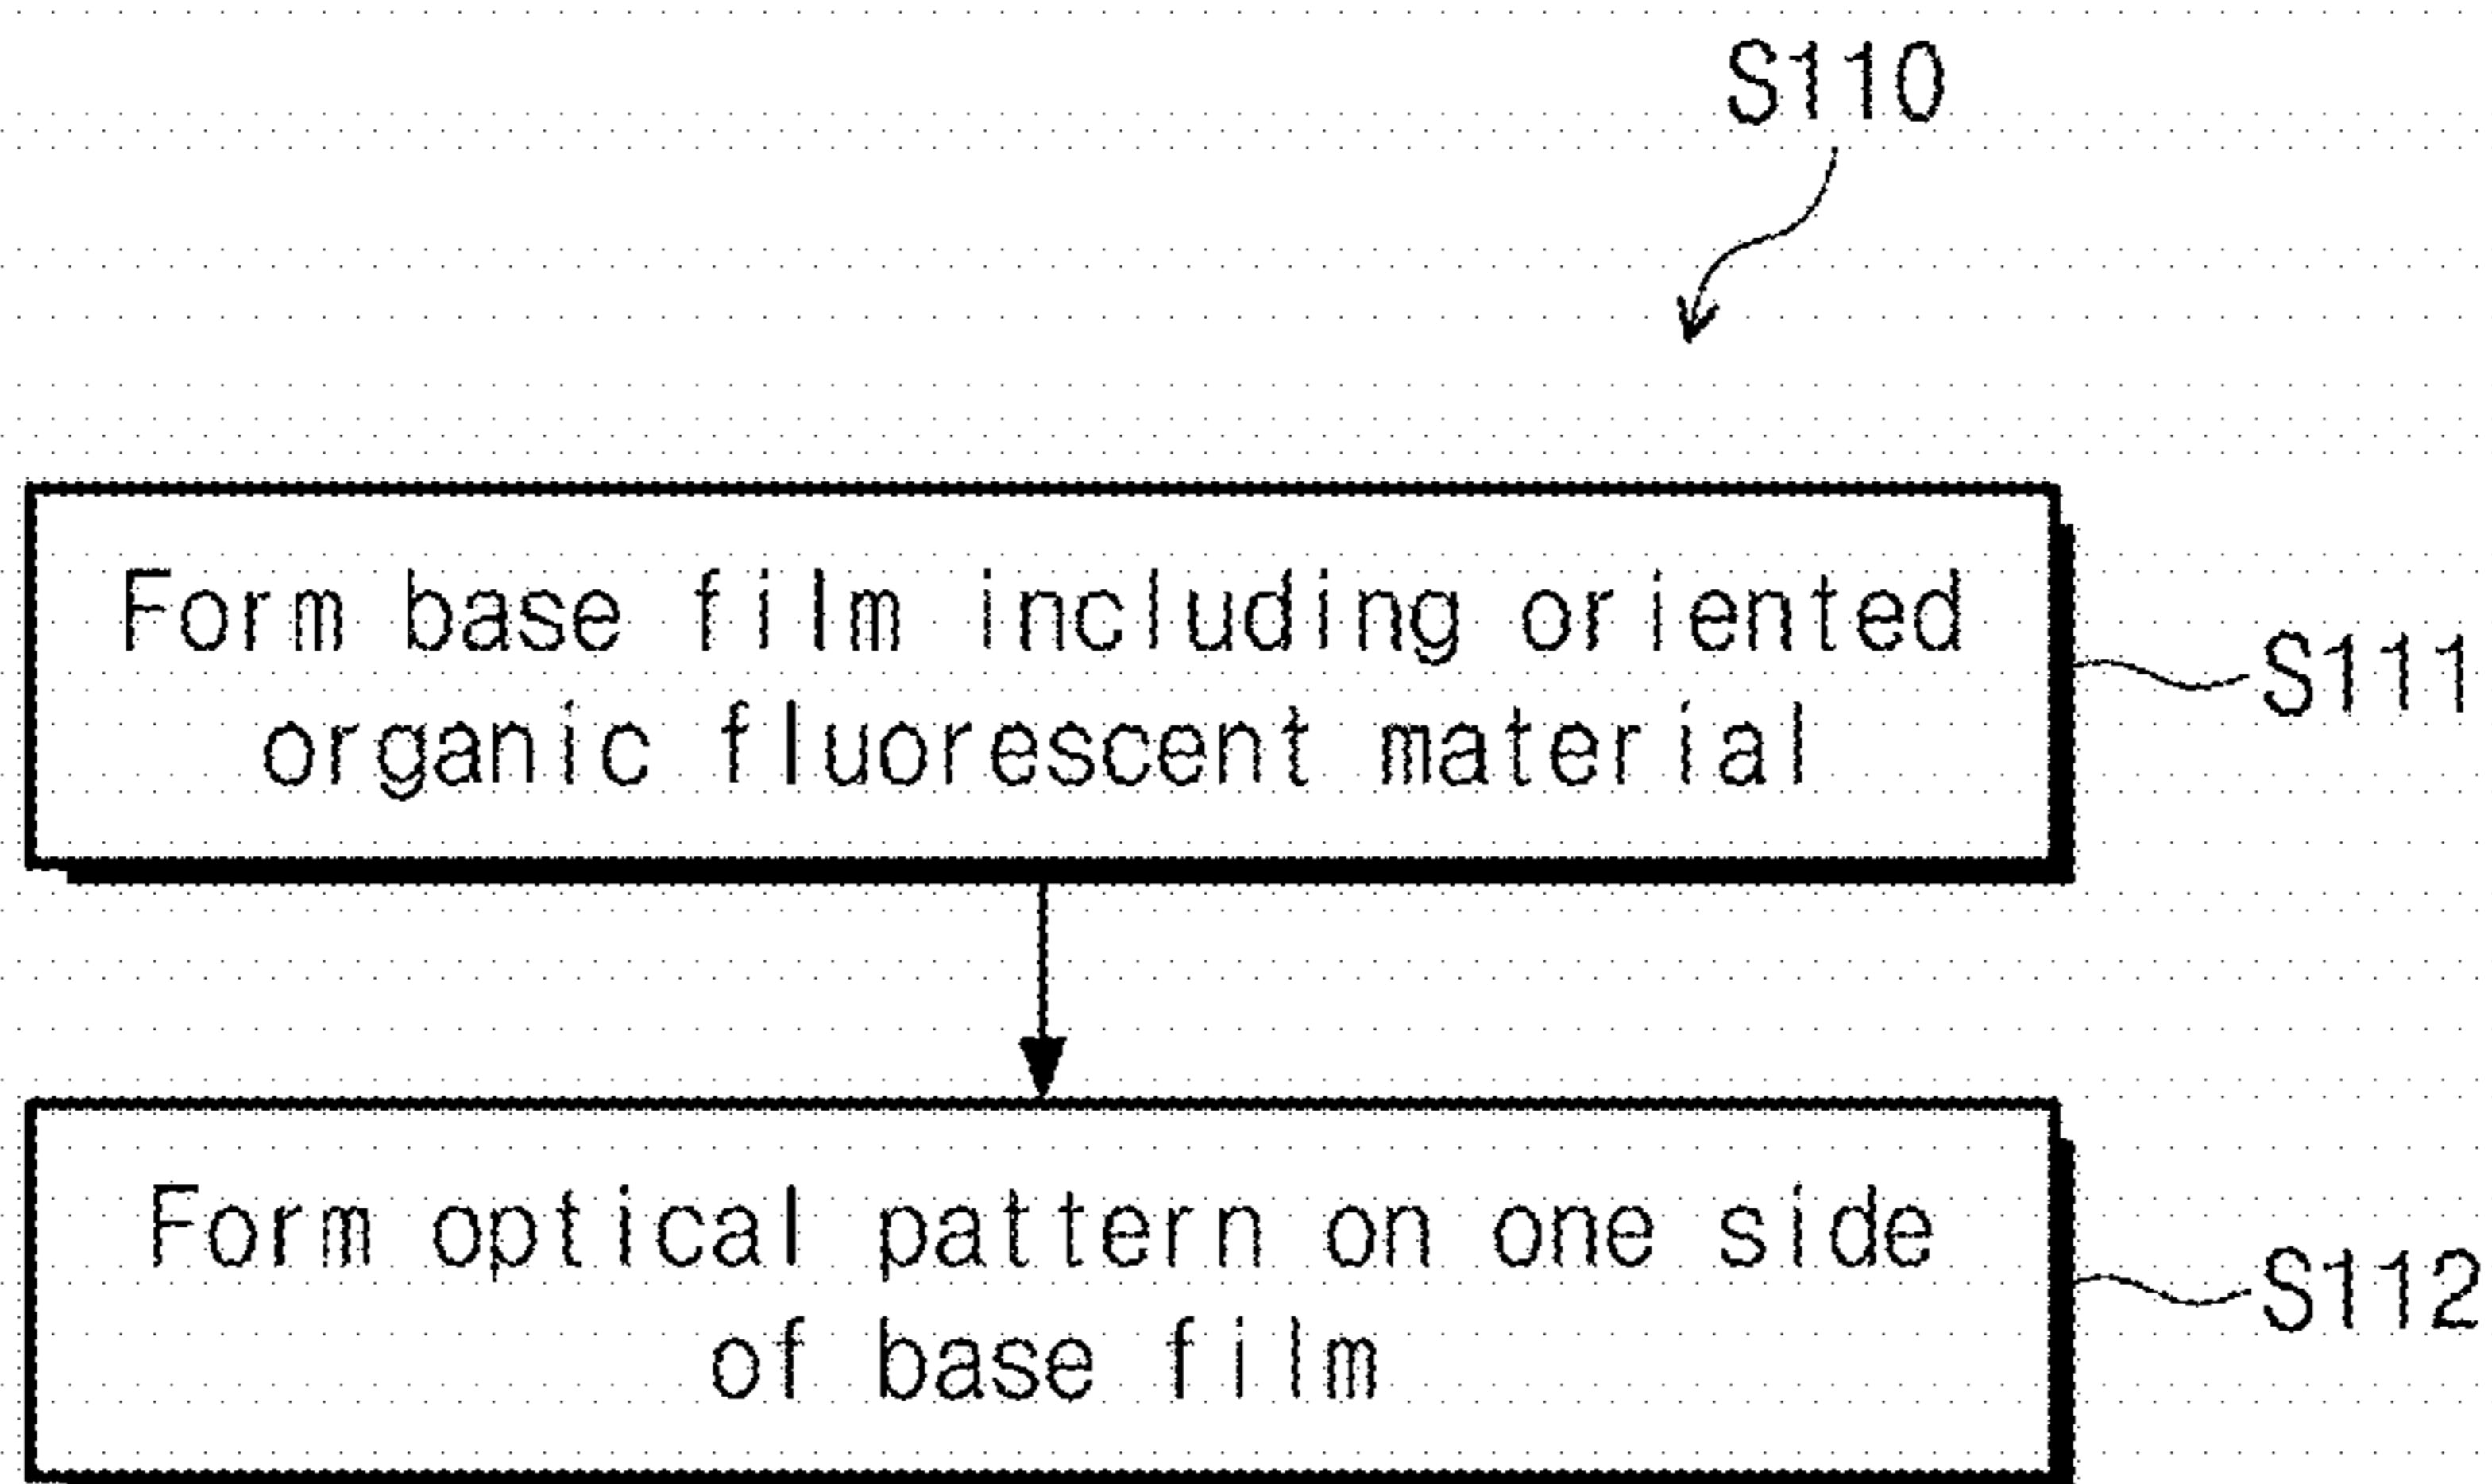 S110
Form base film including oriented
organic fluorescent material
S111
Form optical pattern on one side
of base film
S112